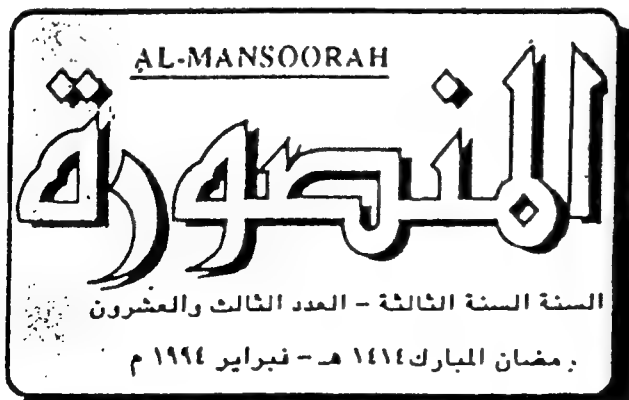 AL-MANSOORAH
المنصورة
السنة السنة الثالثة - العدد الثالث والعشرون
رمضان المبارك ١٤١٤ هـ - فبراير ١٩٩٤ م